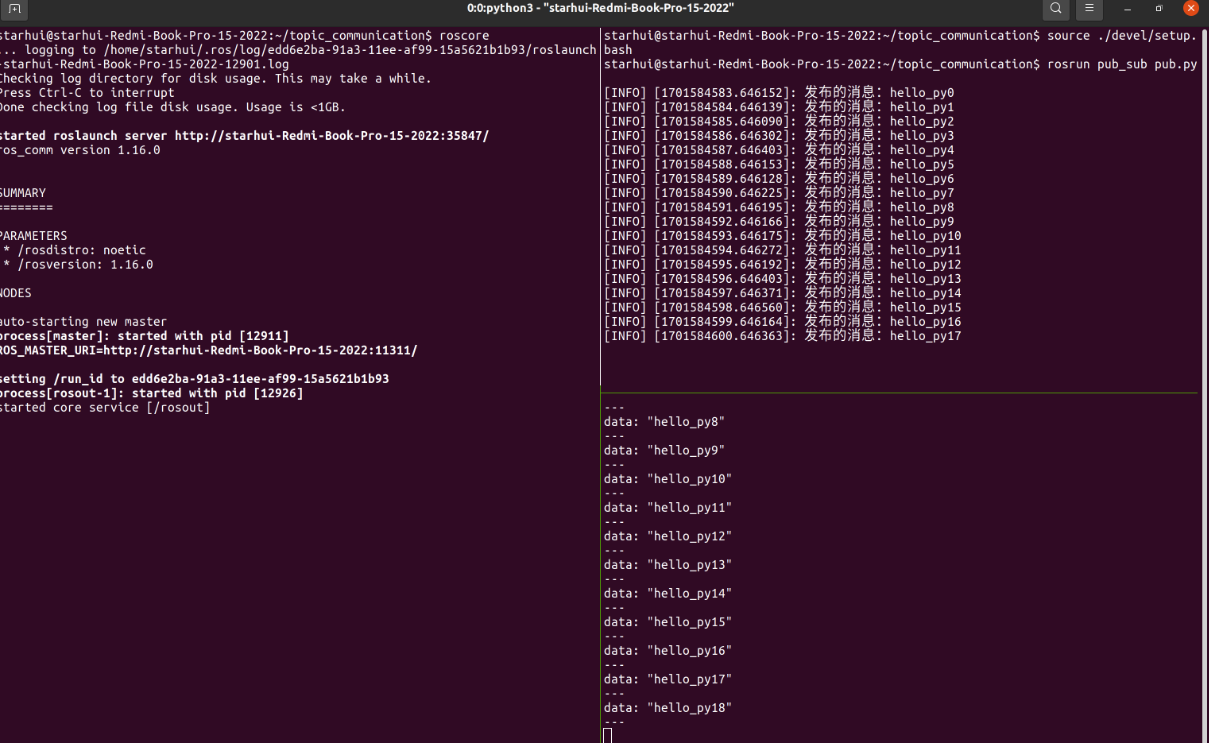 0:0:python3 - "starhui-Redmi-Book-Pro-15-2022"
starhui@starhui-Redmi-Book-Pro-15-2022:~/topic_communication$ roscore
... logging to /home/starhui/.ros/log/edd6e2ba-91a3-11ee-af99-15a5621b1b93/roslaunch
-starhui-Redmi-Book-Pro-15-2022-12901.log
Checking log directory for disk usage. This may take a while.
Press Ctrl-C to interrupt
Done checking log file disk usage. Usage is <1GB.
started roslaunch server http://starhui-Redmi-Book-Pro-15-2022:35847/
ros_comm version 1.16.0
SUMMARY
========
PARAMETERS
* /rosdistro: noetic
* /rosversion: 1.16.0
NODES
auto-starting new master
process[master]: started with pid [12911]
ROS_MASTER_URI=http://starhui-Redmi-Book-Pro-15-2022:11311/
setting /run_id to edd6e2ba-91a3-11ee-af99-15a5621b1b93
process[rosout-1]: started with pid [12926]
started core service [/rosout]
starhui@starhui-Redmi-Book-Pro-15-2022:~/topic_communication$ source ./devel/setup.
bash
starhui@starhui-Redmi-Book-Pro-15-2022:~/topic_communication$ rosrun pub_sub pub.py
[INFO] [1701584583.646152]: 发布的消息：hello_py0
[INFO] [1701584584.646139]: 发布的消息：hello_py1
[INFO] [1701584585.646090]: 发布的消息：hello_py2
[INFO] [1701584586.646302]: 发布的消息：hello_py3
[INFO] [1701584587.646403]: 发布的消息：hello_py4
[INFO] [1701584588.646153]: 发布的消息：hello_py5
[INFO] [1701584589.646128]: 发布的消息：hello_py6
[INFO] [1701584590.646225]: 发布的消息：hello_py7
[INFO] [1701584591.646195]: 发布的消息：hello_py8
[INFO] [1701584592.646166]: 发布的消息：hello_py9
[INFO] [1701584593.646175]: 发布的消息：hello_py10
[INFO] [1701584594.646272]: 发布的消息：hello_py11
[INFO] [1701584595.646192]: 发布的消息：hello_py12
[INFO] [1701584596.646403]: 发布的消息：hello_py13
[INFO] [1701584597.646371]: 发布的消息：hello_py14
[INFO] [1701584598.646560]: 发布的消息：hello_py15
[INFO] [1701584599.646164]: 发布的消息：hello_py16
[INFO] [1701584600.646363]: 发布的消息：hello_py17
---
data: "hello_py8"
---
data: "hello_py9"
---
data: "hello_py10"
---
data: "hello_py11"
---
data: "hello_py12"
---
data: "hello_py13"
---
data: "hello_py14"
---
data: "hello_py15"
---
data: "hello_py16"
---
data: "hello_py17"
---
data: "hello_py18"
---